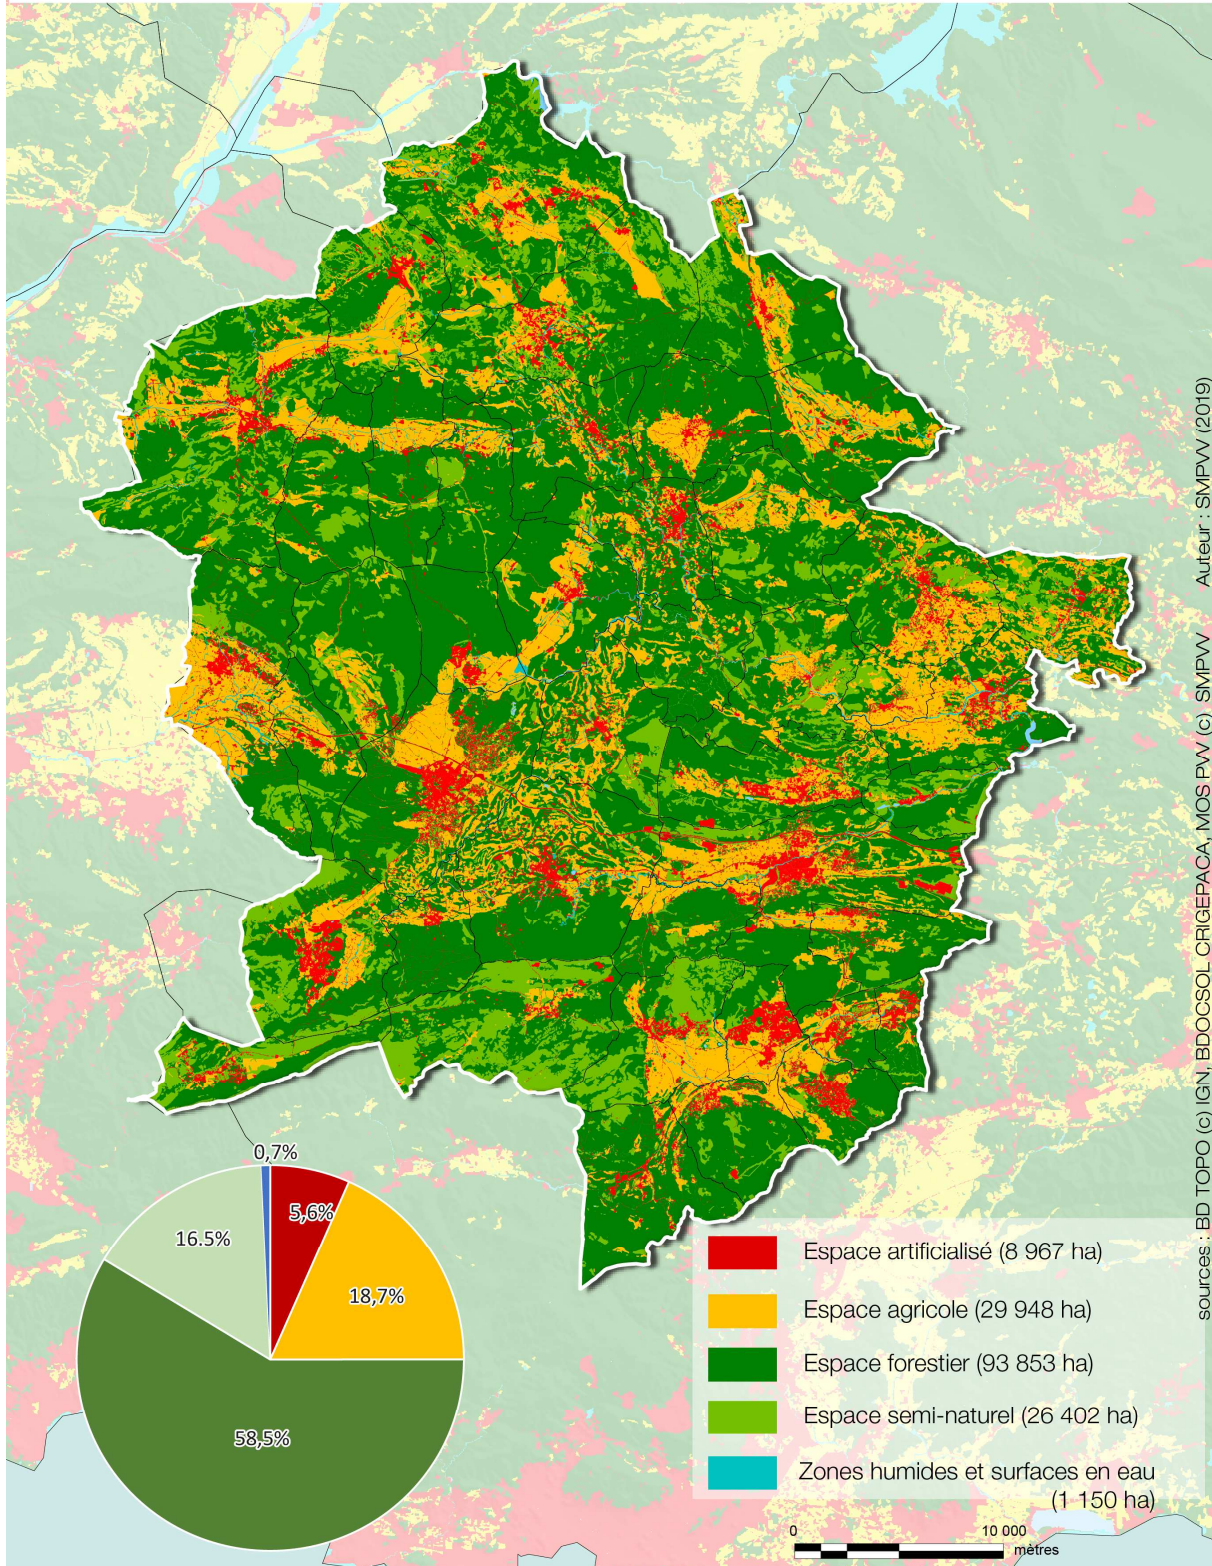 sources : BD TOPO (c) IGN, BDOCSOL CRIGEPACA, MOS PVV (c) SMPVV Auteur : SMPVV (2019)
0,7%
5,6%
16.5%
18,7%
58,5%
Espace artificialisé (8 967 ha)
Espace agricole (29 948 ha)
Espace forestier (93 853 ha)
Espace semi-naturel (26 402 ha)
Zones humides et surfaces en eau
(1 150 ha)
0 10 000
mètres